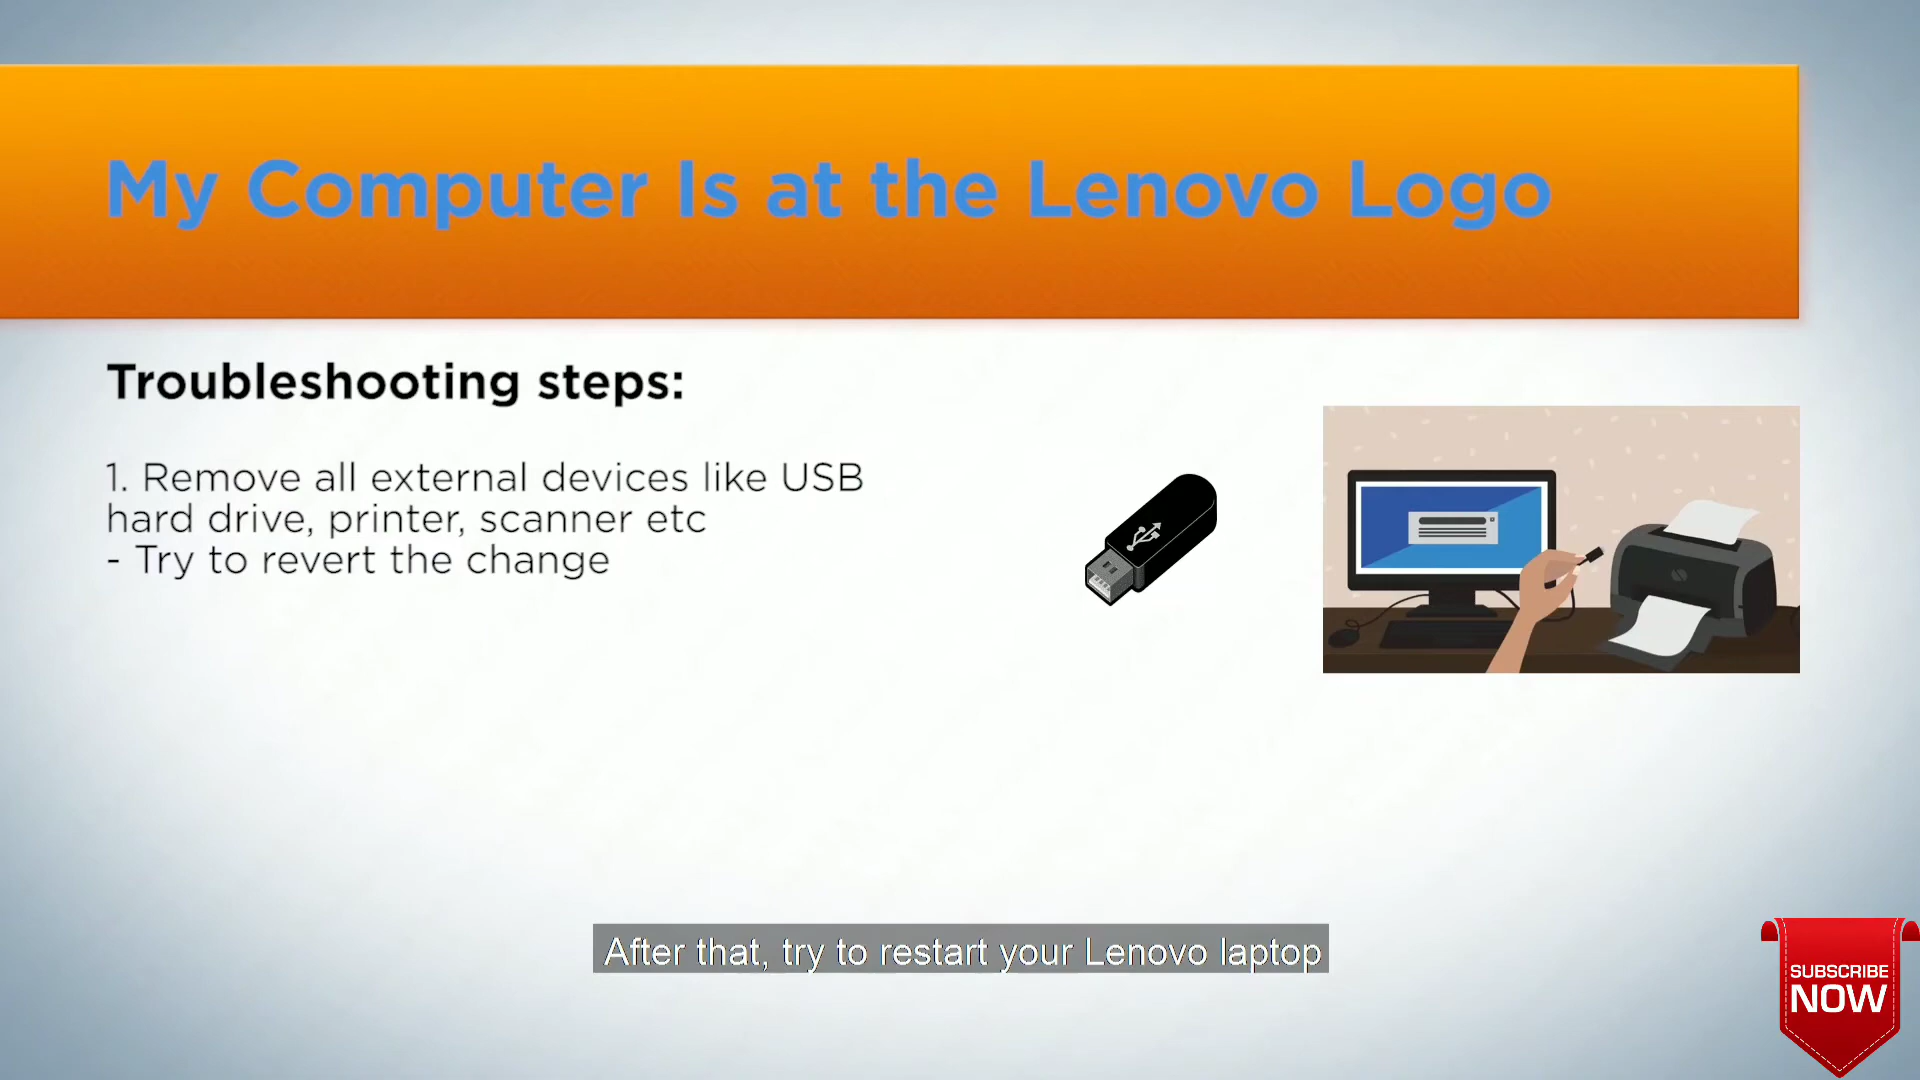 My Computer Is at the Lenovo Logo
Troubleshooting steps:
1. Remove all external devices like USB
hard drive, printer, scanner etc
- Try to revert the change
After that, try to restart your Lenovo laptop
SUBSCRIBE
NOW